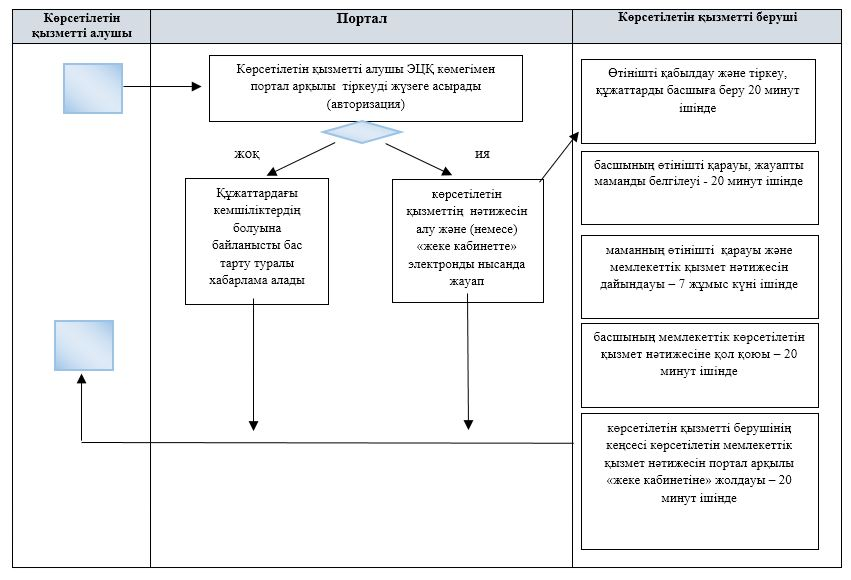 Көрсетілетін
қызметті алушы
Портал
Көрсетілетін қызметті беруші
Көрсетілетін қызметті алушы ЭЦҚ көмегімен
портал арқылы тіркеуді жүзеге асырады
(авторизация)
жоқ
ия
Құжаттардағы
кемшіліктердің
болуына
байланысты бас
тарту туралы
хабарлама алады
көрсетілетін
қызметтің нәтижесін
алу және (немесе)
«жеке кабинетте»
электронды нысанда
жауап
Өтінішті қабылдау және тіркеу,
құжаттарды басшыға беру 20 минут
ішінде
басшының өтінішті қарауы, жауапты
маманды белгілеуі - 20 минут ішінде
маманның өтінішті қарауы және
мемлекеттік қызмет нәтижесін
дайындауы – 7 жұмыс күні ішінде
басшының мемлекеттік көрсетілетін
қызмет нәтижесіне қол қоюы – 20
минут ішінде
көрсетілетін қызметті берушінің
кеңсесі көрсетілетін мемлекеттік
қызмет нәтижесін портал арқылы
«жеке кабинетіне» жолдауы – 20
минут ішінде